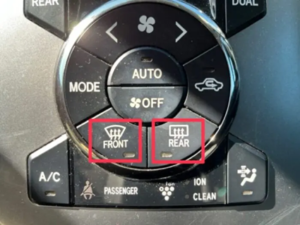 REAR
DUAL
AUTO
MODE
OFF
FRONT
REAR
A/C
PASSENGER
ION
CLEAN